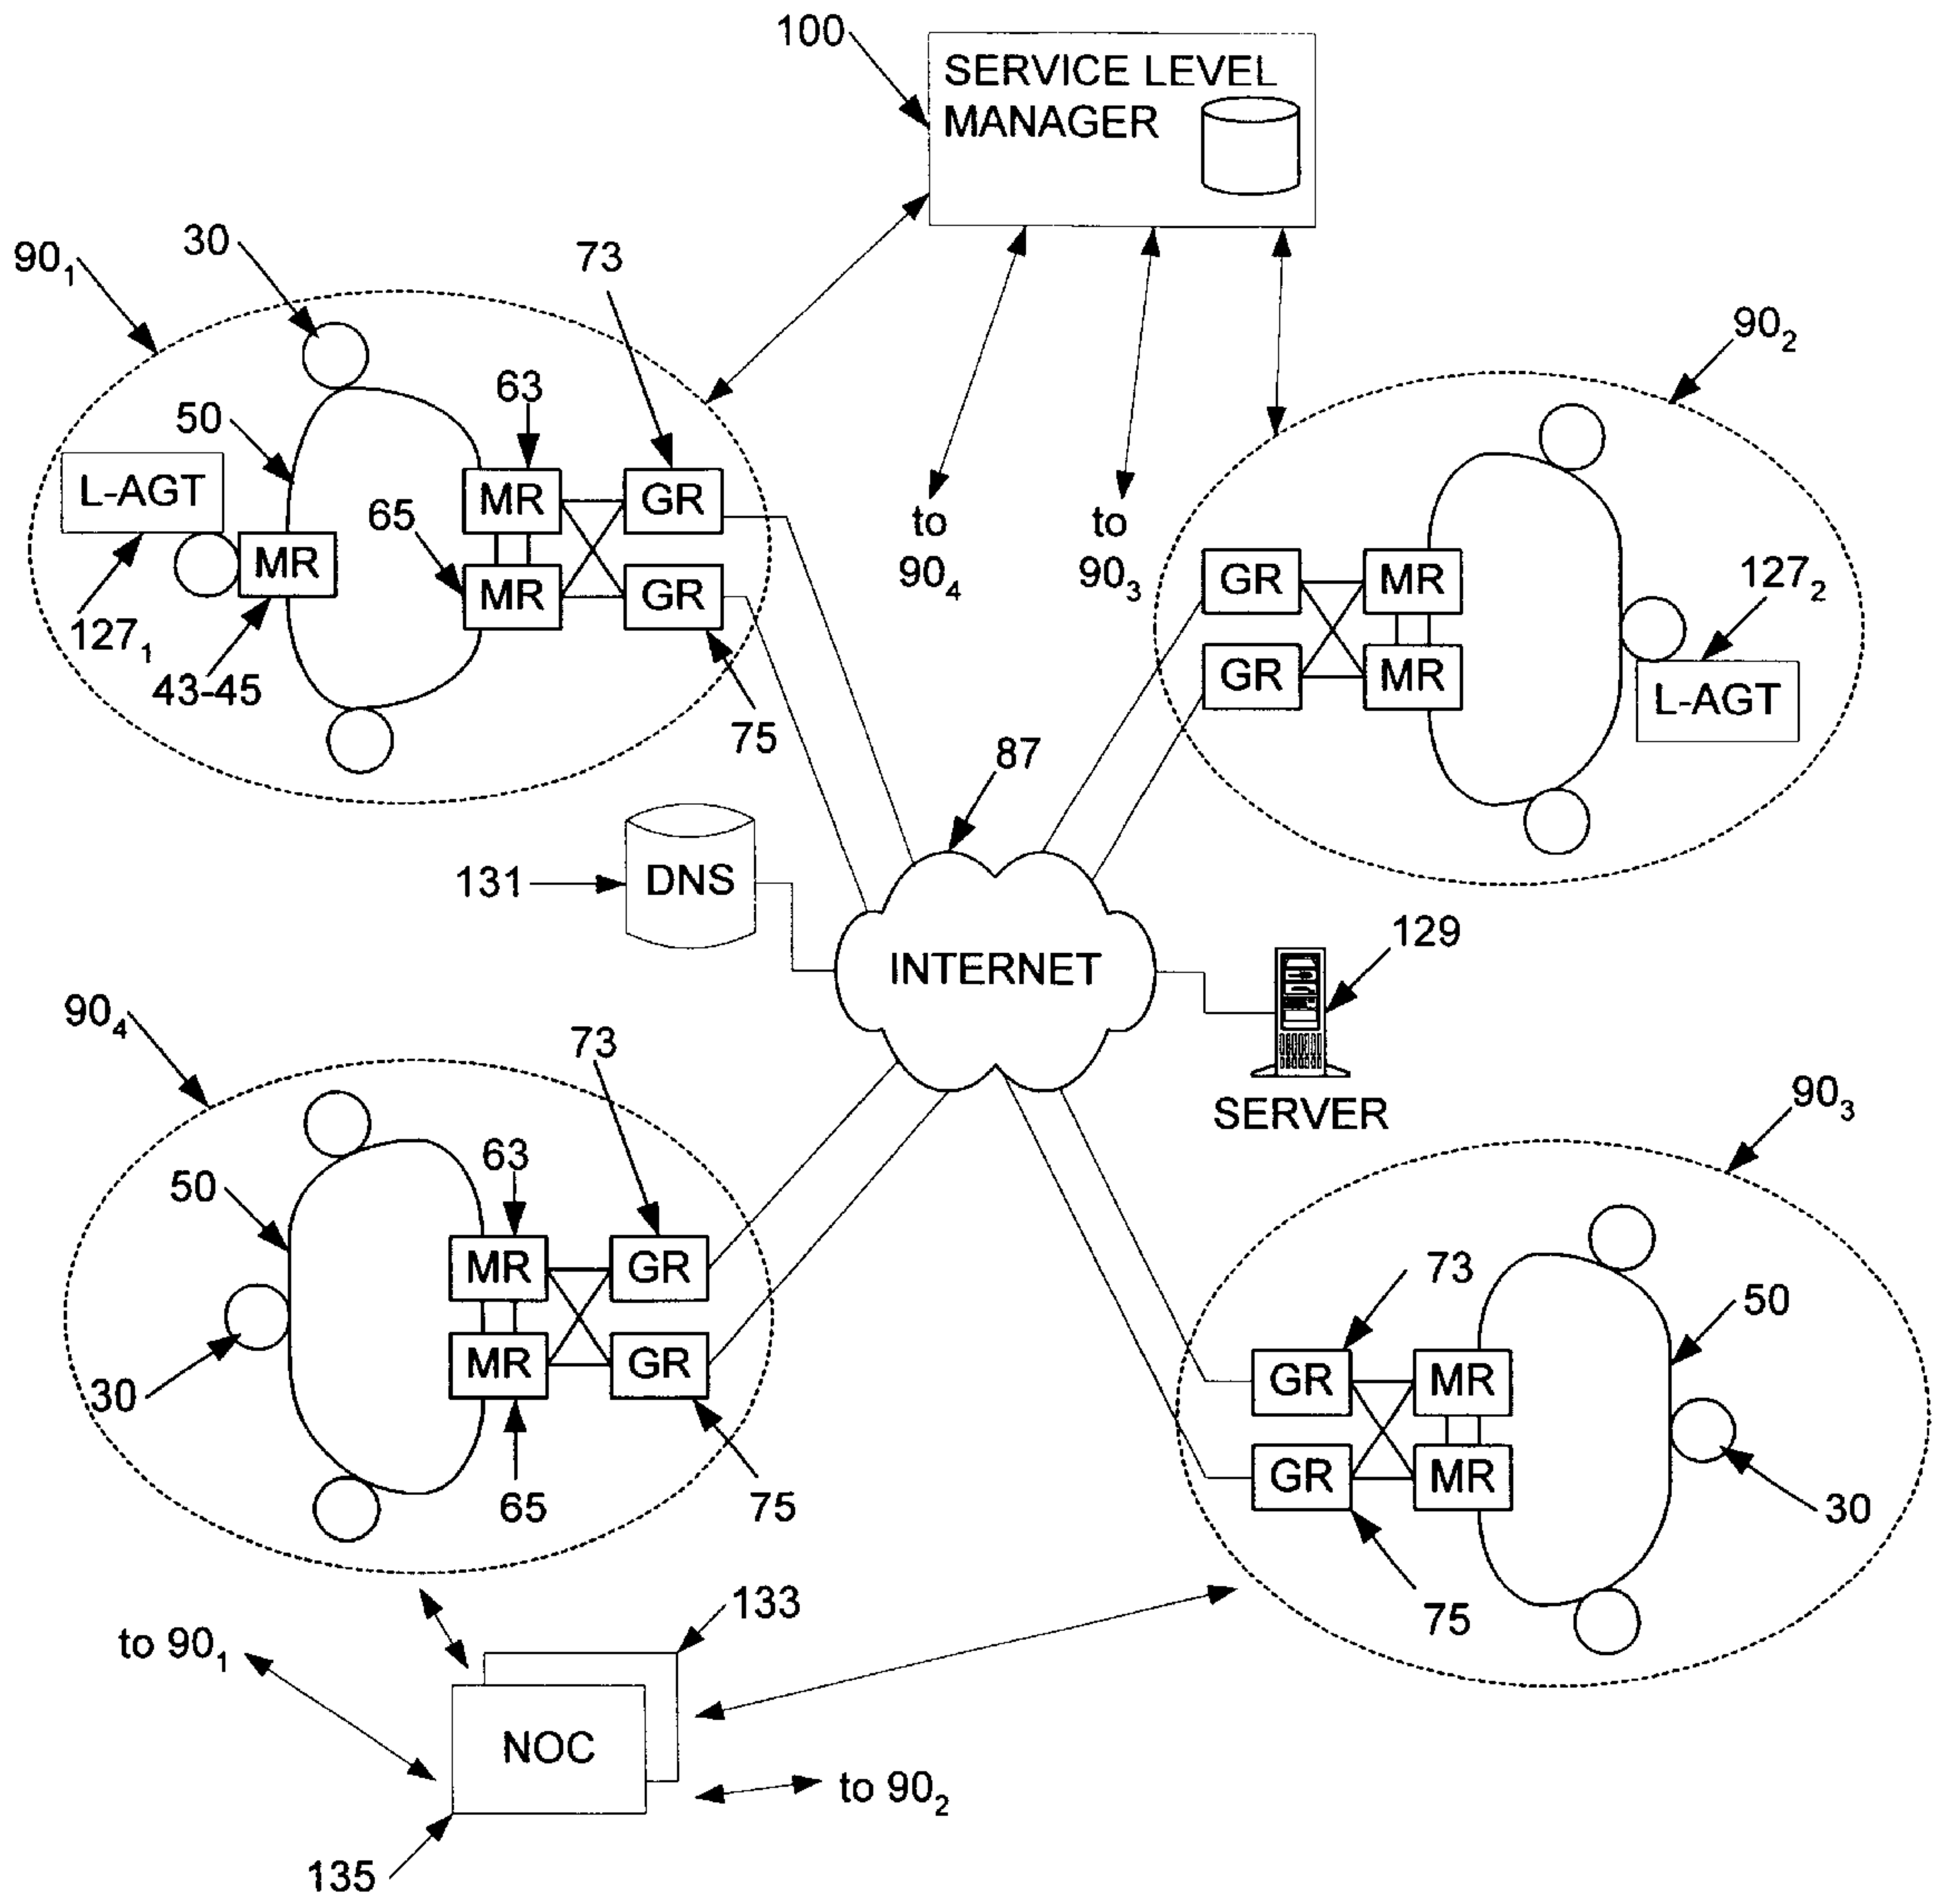 100
SERVICE LEVEL
MANAGER
90₁
30
73
63
50
L-AGT
MR
GR
65
MR
MR
GR
127₁
43-45
75
to
90₄
to
90₃
90₂
GR
MR
GR
MR
127₂
L-AGT
87
131
DNS
INTERNET
129
SERVER
90₄
73
63
50
MR
GR
MR
GR
30
65
75
90₃
73
50
GR
MR
GR
MR
30
75
133
to 90₁
NOC
to 90₂
135